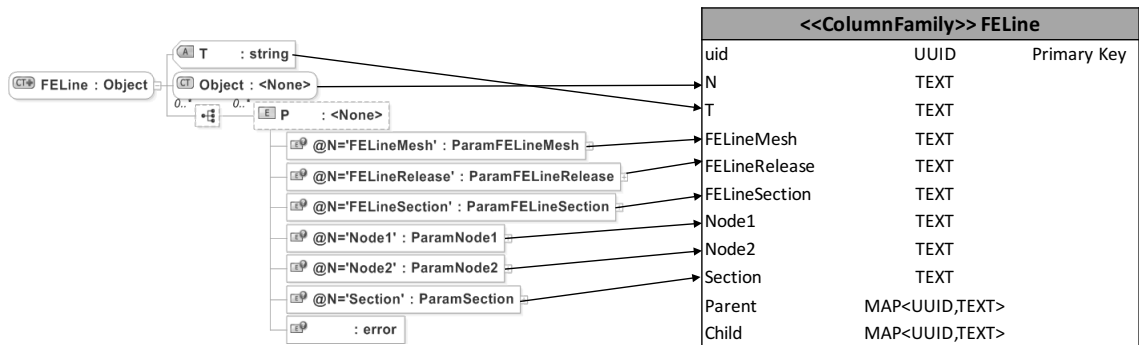 <<ColumnFamily>> FELine
CT FELine : Object
A T : string
CT Object : <None>
0..* 0..*
E P : <None>
E @N='FELineMesh' : ParamFELineMesh
E @N='FELineRelease' : ParamFELineRelease
E @N='FELineSection' : ParamFELineSection
E @N='Node1' : ParamNode1
E @N='Node2' : ParamNode2
E @N='Section' : ParamSection
E : error
uid UUID Primary Key
N TEXT
T TEXT
FELineMesh TEXT
FELineRelease TEXT
FELineSection TEXT
Node1 TEXT
Node2 TEXT
Section TEXT
Parent MAP<UUID,TEXT>
Child MAP<UUID,TEXT>